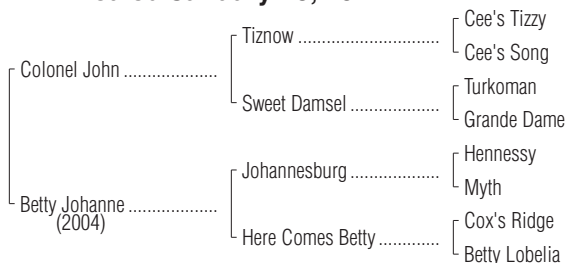 Tiznow ................................
Cee's Tizzy
Cee's Song
Colonel John .....................
Sweet Damsel ....................
Turkoman
Grande Dame
Johannesburg ....................
Hennessy
Myth
Betty Johanne ....................
(2004)
Here Comes Betty .............
Cox's Ridge
Betty Lobelia